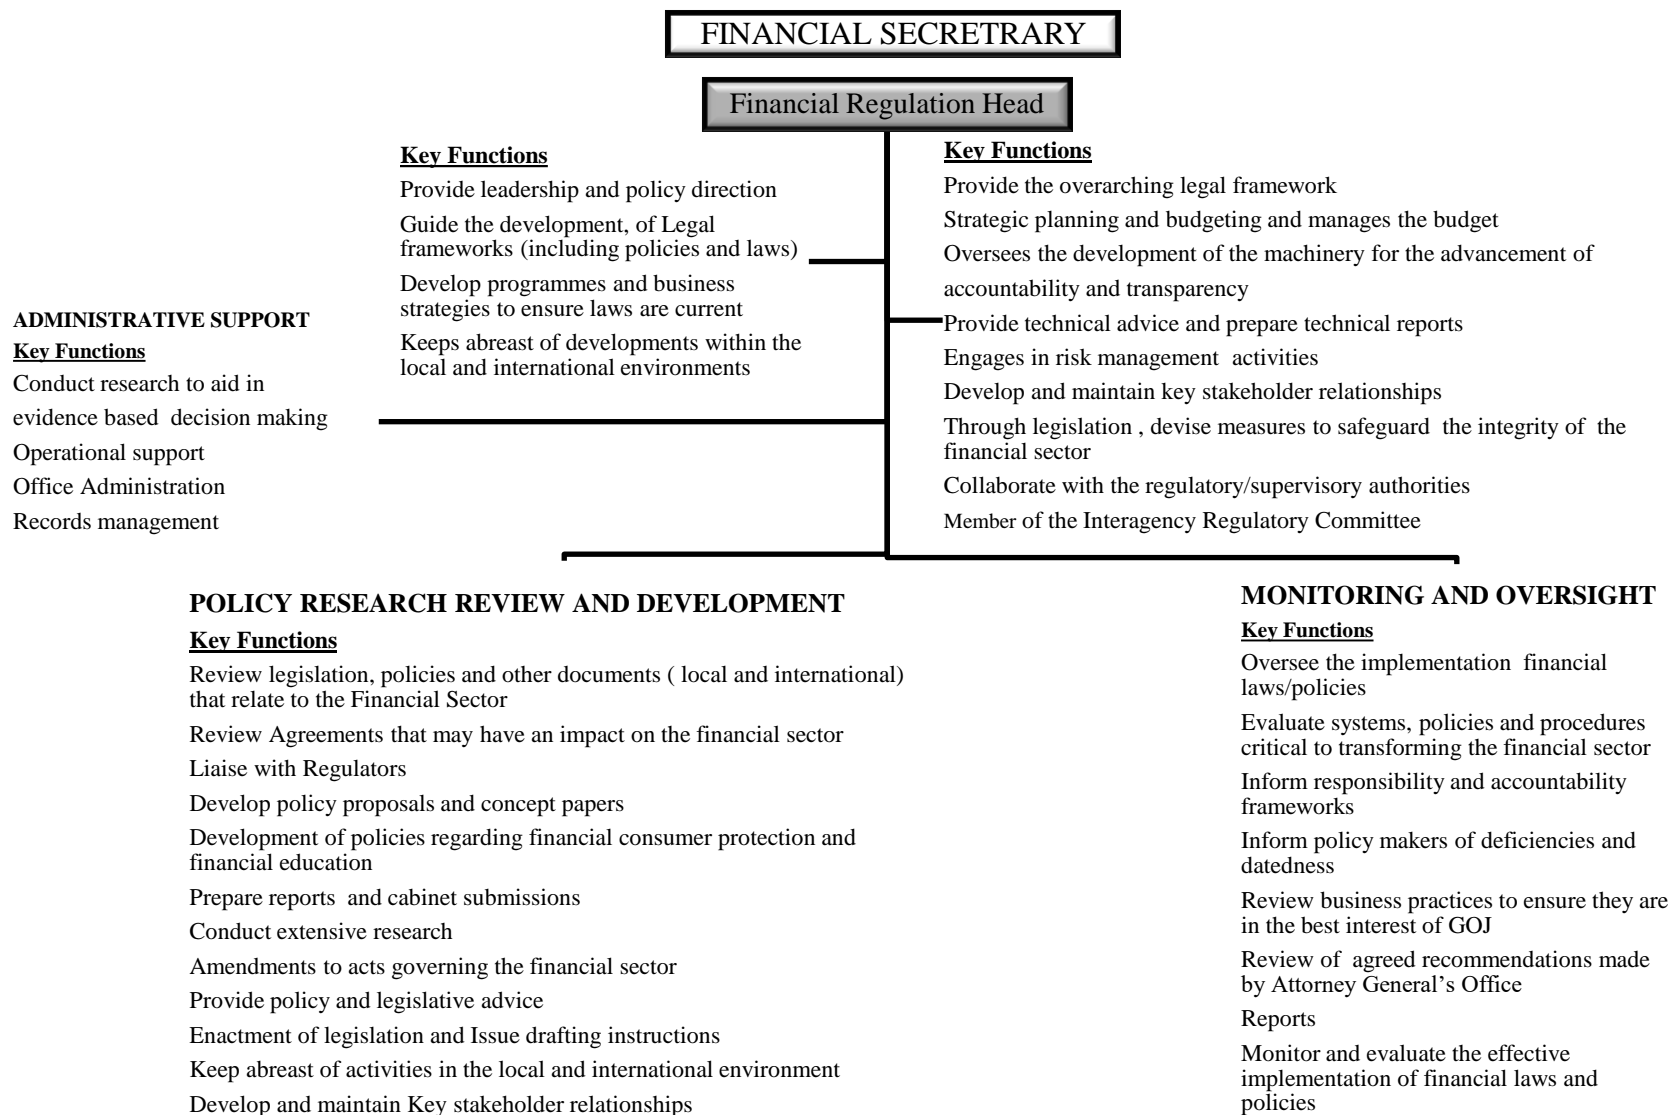 FINANCIAL SECRETRARY
Financial Regulation Head
Key Functions
Provide leadership and policy direction
Guide the development, of Legal
frameworks (including policies and laws)
Develop programmes and business
strategies to ensure laws are current
Keeps abreast of developments within the
local and international environments
Key Functions
Provide the overarching legal framework
Strategic planning and budgeting and manages the budget
Oversees the development of the machinery for the advancement of
accountability and transparency
Provide technical advice and prepare technical reports
Engages in risk management activities
Develop and maintain key stakeholder relationships
Through legislation , devise measures to safeguard the integrity of the
financial sector
Collaborate with the regulatory/supervisory authorities
Member of the Interagency Regulatory Committee
ADMINISTRATIVE SUPPORT
Key Functions
Conduct research to aid in
evidence based decision making
Operational support
Office Administration
Records management
POLICY RESEARCH REVIEW AND DEVELOPMENT
Key Functions
Review legislation, policies and other documents ( local and international)
that relate to the Financial Sector
Review Agreements that may have an impact on the financial sector
Liaise with Regulators
Develop policy proposals and concept papers
Development of policies regarding financial consumer protection and
financial education
Prepare reports and cabinet submissions
Conduct extensive research
Amendments to acts governing the financial sector
Provide policy and legislative advice
Enactment of legislation and Issue drafting instructions
Keep abreast of activities in the local and international environment
Develop and maintain Key stakeholder relationships
MONITORING AND OVERSIGHT
Key Functions
Oversee the implementation financial
laws/policies
Evaluate systems, policies and procedures
critical to transforming the financial sector
Inform responsibility and accountability
frameworks
Inform policy makers of deficiencies and
datedness
Review business practices to ensure they are
in the best interest of GOJ
Review of agreed recommendations made
by Attorney General's Office
Reports
Monitor and evaluate the effective
implementation of financial laws and
policies